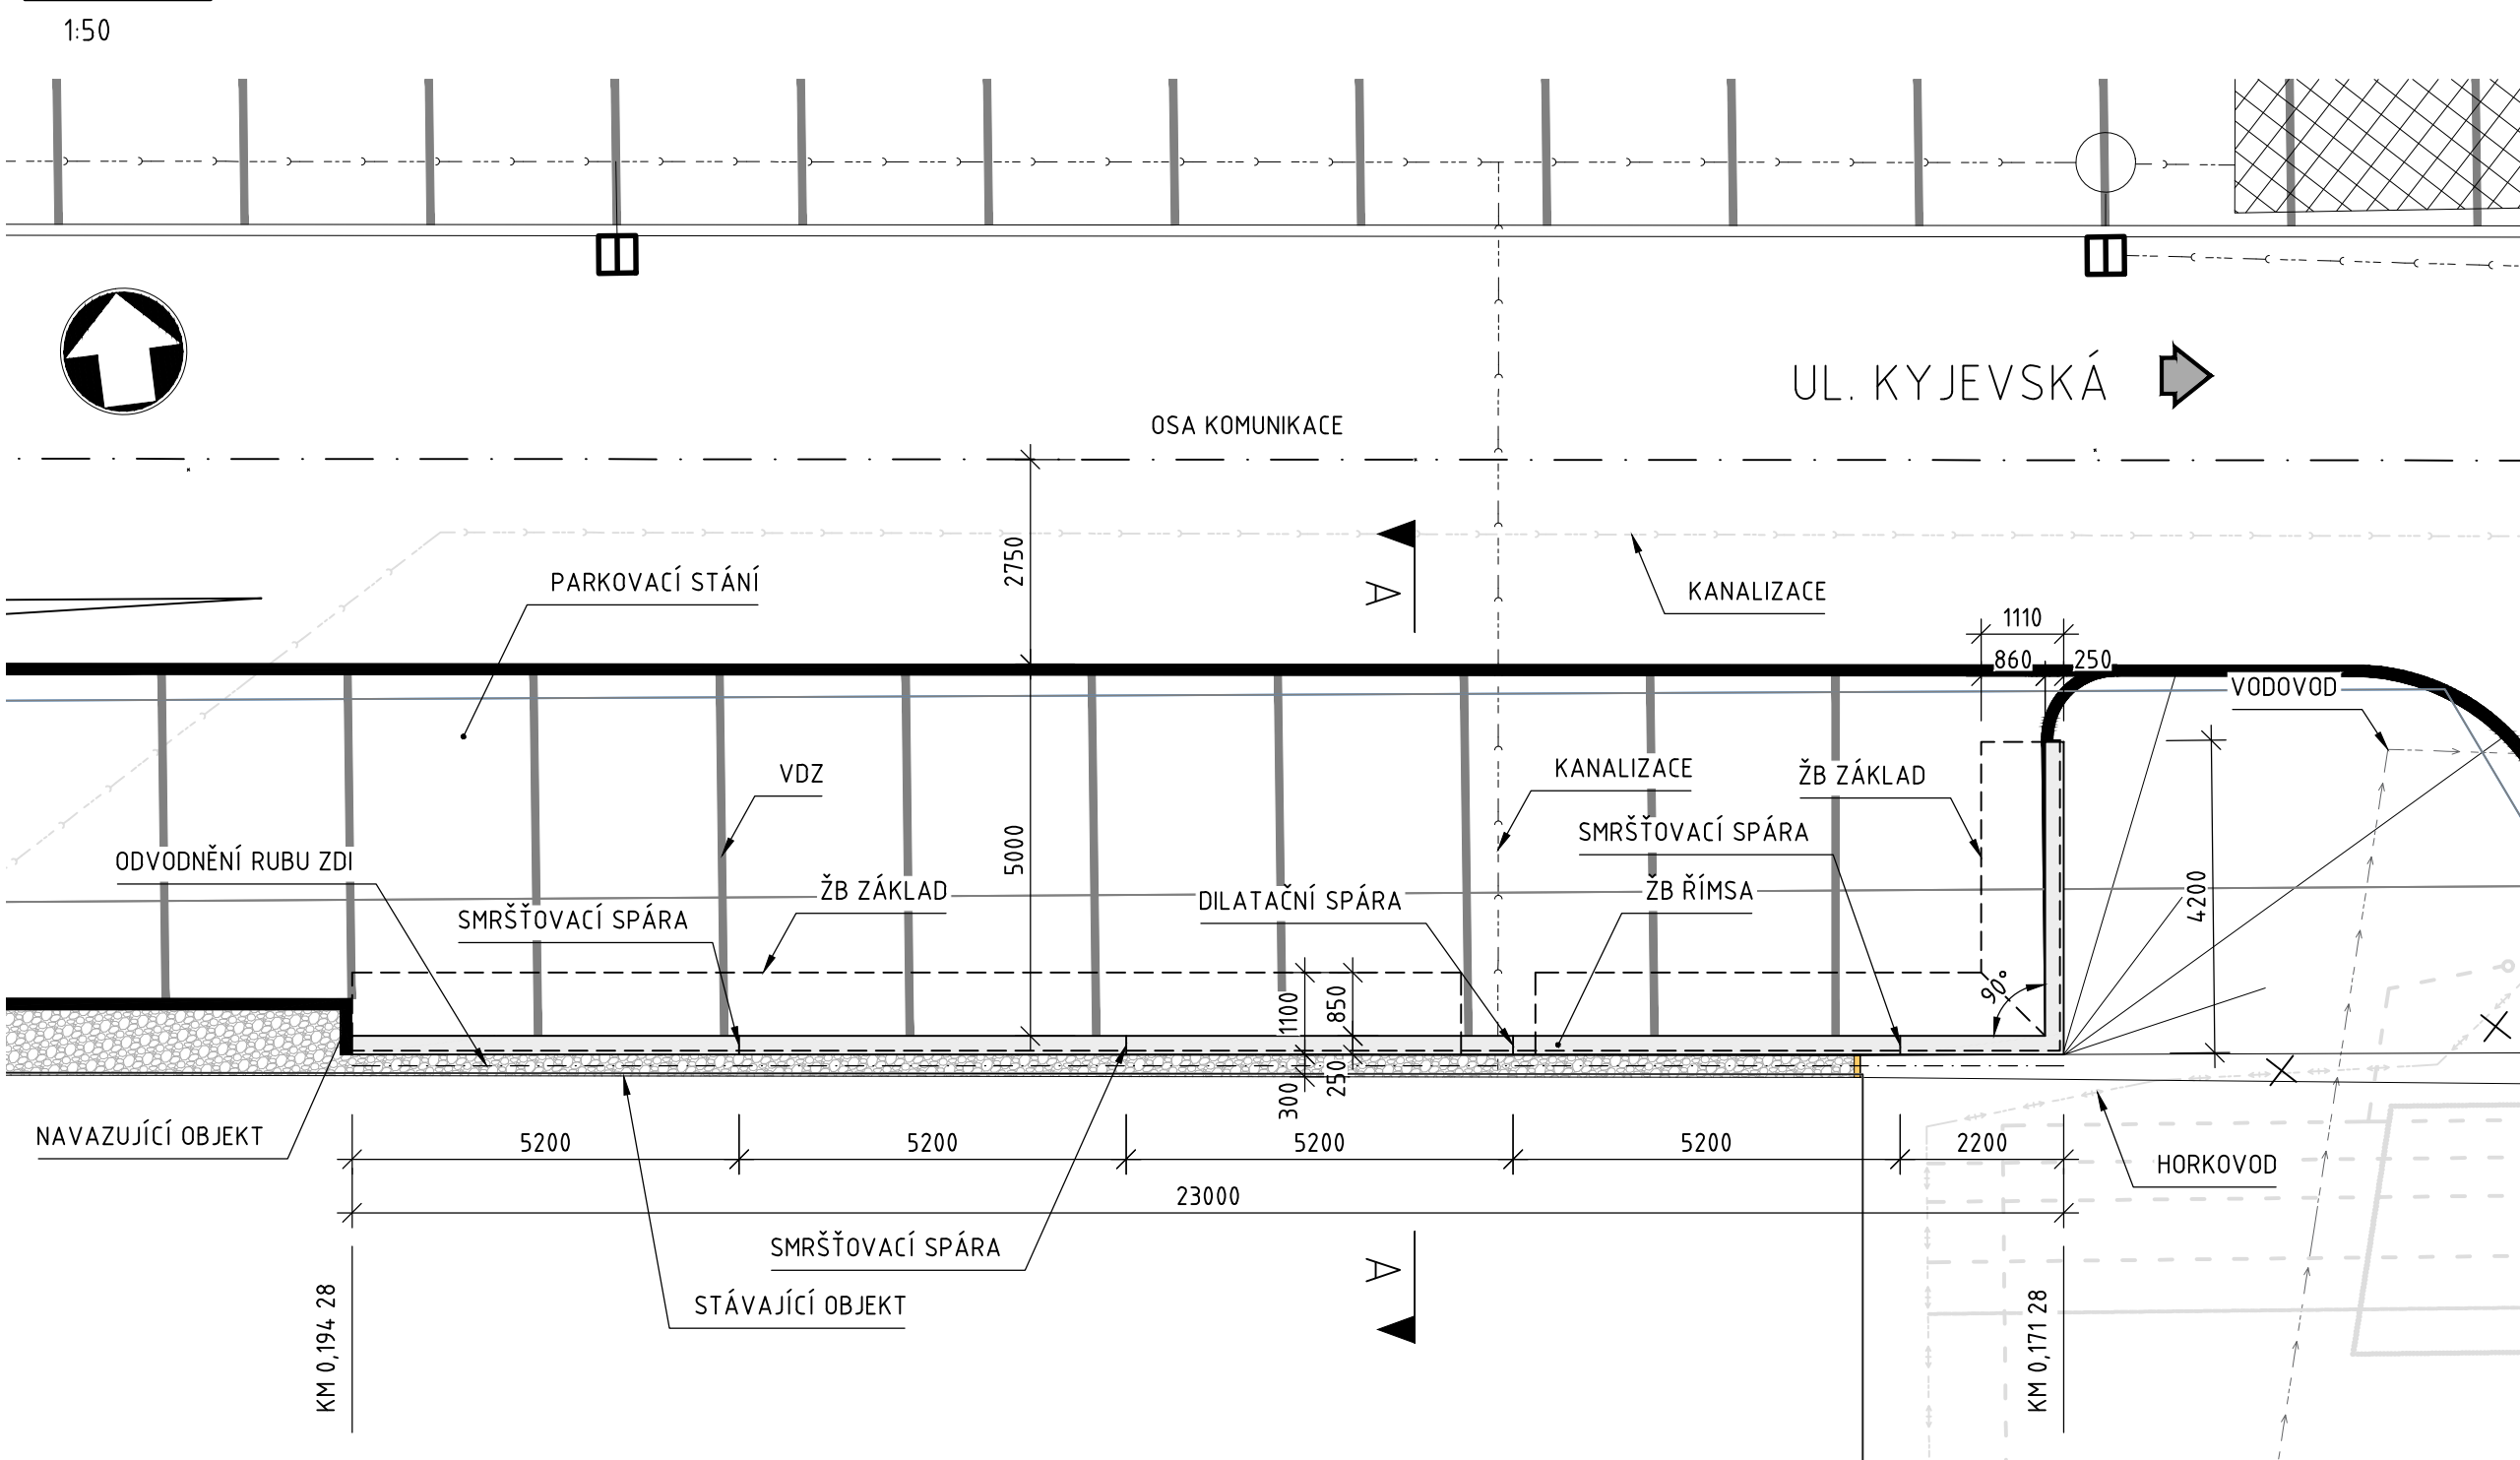 1:50
UL. KYJEVSKÁ
OSA KOMUNIKACE
2750
PARKOVACÍ STÁNÍ
A
KANALIZACE
1110
860
250
VODOVOD
VDZ
KANALIZACE
ŽB ZÁKLAD
SMRŠŤOVACÍ SPÁRA
5000
ODVODNĚNÍ RUBU ZDI
ŽB ZÁKLAD
DILATAČNÍ SPÁRA
ŽB ŘÍMSA
4200
SMRŠŤOVACÍ SPÁRA
90°
1100
850
300
250
NAVAZUJÍCÍ OBJEKT
5200
5200
5200
5200
2200
HORKOVOD
23000
SMRŠŤOVACÍ SPÁRA
A
STÁVAJÍCÍ OBJEKT
KM 0,194 28
KM 0,171 28